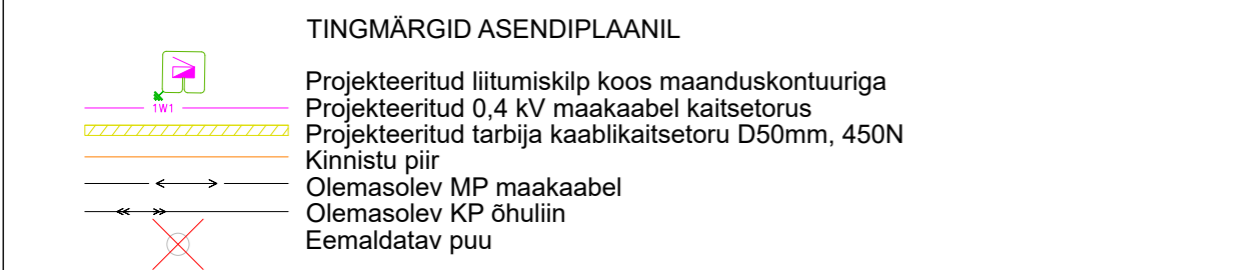 TINGMÄRGID ASENDIPLAANIL
Projekteeritud liitumiskilp koos maanduskontuuriga
1W1
Projekteeritud 0,4 kV maakaabel kaitsetorus
Projekteeritud tarbija kaablikaitsetoru D50mm, 450N
Kinnistu piir
Olemasolev MP maakaabel
Olemasolev KP õhuliin
Eemaldatav puu